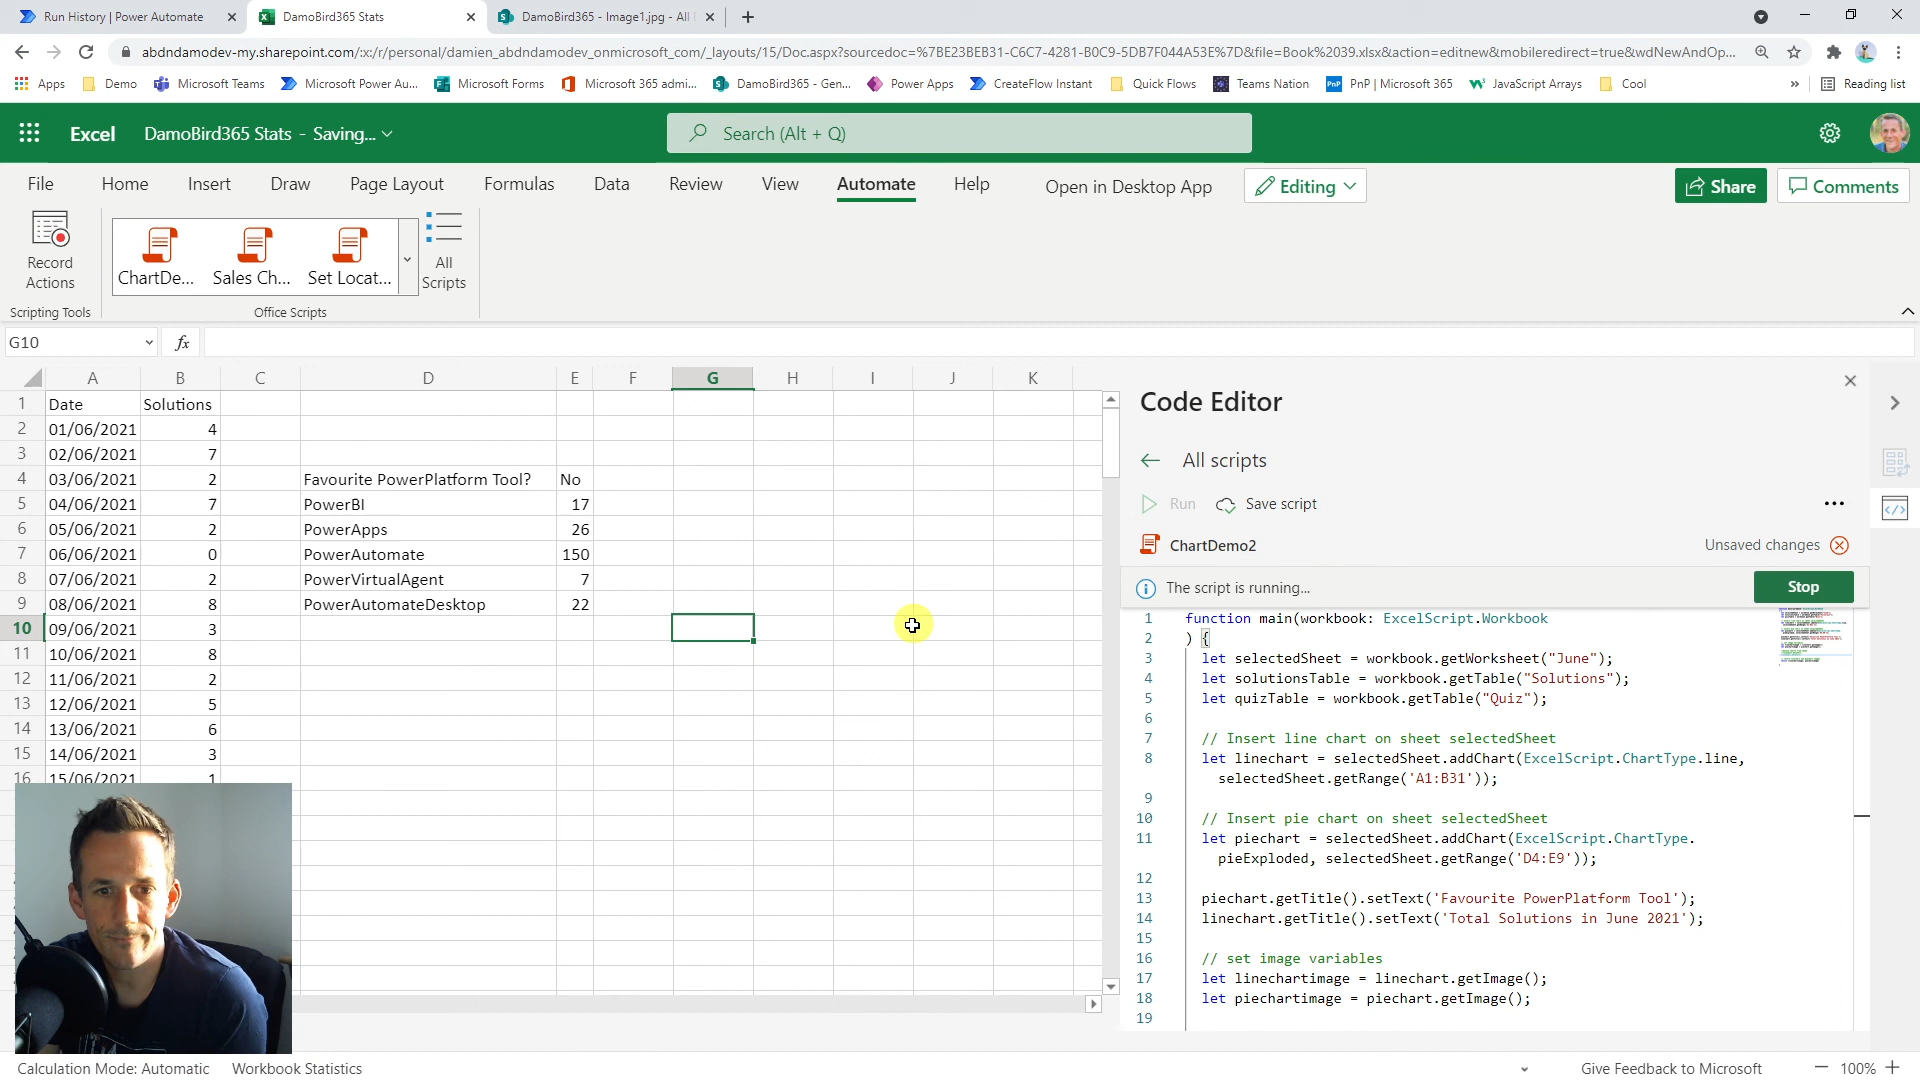 Run History | Power Automate
DamoBird365 Stats
DamoBird365 - Image1.jpg - All
abdndamodev-my.sharepoint.com/:x:/r/personal/damien_abdndamodev_onmicrosoft_com/_layouts/15/Doc.aspx?sourcedoc=%7BE23BEB31-C6C7-4281-B0C9-5DB7F044A53E%7D&file=Book%2039.xlsx&action=editnew&mobileredirect=true&wdNewAndOp...
Apps
Demo
Microsoft Teams
Microsoft Power Au...
Microsoft Forms
Microsoft 365 admi...
DamoBird365 - Gen...
Power Apps
CreateFlow Instant
Quick Flows
Teams Nation
PnP | Microsoft 365
JavaScript Arrays
Cool
»
Reading list
Excel
DamoBird365 Stats - Saving...
Search (Alt + Q)
File
Home
Insert
Draw
Page Layout
Formulas
Data
Review
View
Automate
Help
Open in Desktop App
Editing
Share
Comments
Record
Actions
ChartDe...
Sales Ch...
Set Locat...
All
Scripts
Scripting Tools
Office Scripts
G10
fx
A B C D E F G H I J K
1 Date Solutions
2 01/06/2021 4
3 02/06/2021 7
4 03/06/2021 2 Favourite PowerPlatform Tool? No
5 04/06/2021 7 PowerBI 17
6 05/06/2021 2 PowerApps 26
7 06/06/2021 0 PowerAutomate 150
8 07/06/2021 2 PowerVirtualAgent 7
9 08/06/2021 8 PowerAutomateDesktop 22
10 09/06/2021 3
11 10/06/2021 8
12 11/06/2021 2
13 12/06/2021 5
14 13/06/2021 6
15 14/06/2021 3
16 15/06/2021 1
Code Editor
All scripts
Run
Save script
ChartDemo2
Unsaved changes
The script is running...
Stop
1 function main(workbook: ExcelScript.Workbook
2 ) {
3 let selectedSheet = workbook.getWorksheet("June");
4 let solutionsTable = workbook.getTable("Solutions");
5 let quizTable = workbook.getTable("Quiz");
6
7 // Insert line chart on sheet selectedSheet
8 let linechart = selectedSheet.addChart(ExcelScript.ChartType.line,
selectedSheet.getRange('A1:B31'));
9
10 // Insert pie chart on sheet selectedSheet
11 let piechart = selectedSheet.addChart(ExcelScript.ChartType.
pieExploded, selectedSheet.getRange('D4:E9'));
12
13 piechart.getTitle().setText('Favourite PowerPlatform Tool');
14 linechart.getTitle().setText('Total Solutions in June 2021');
15
16 // set image variables
17 let linechartimage = linechart.getImage();
18 let piechartimage = piechart.getImage();
19
Calculation Mode: Automatic
Workbook Statistics
Give Feedback to Microsoft
100%